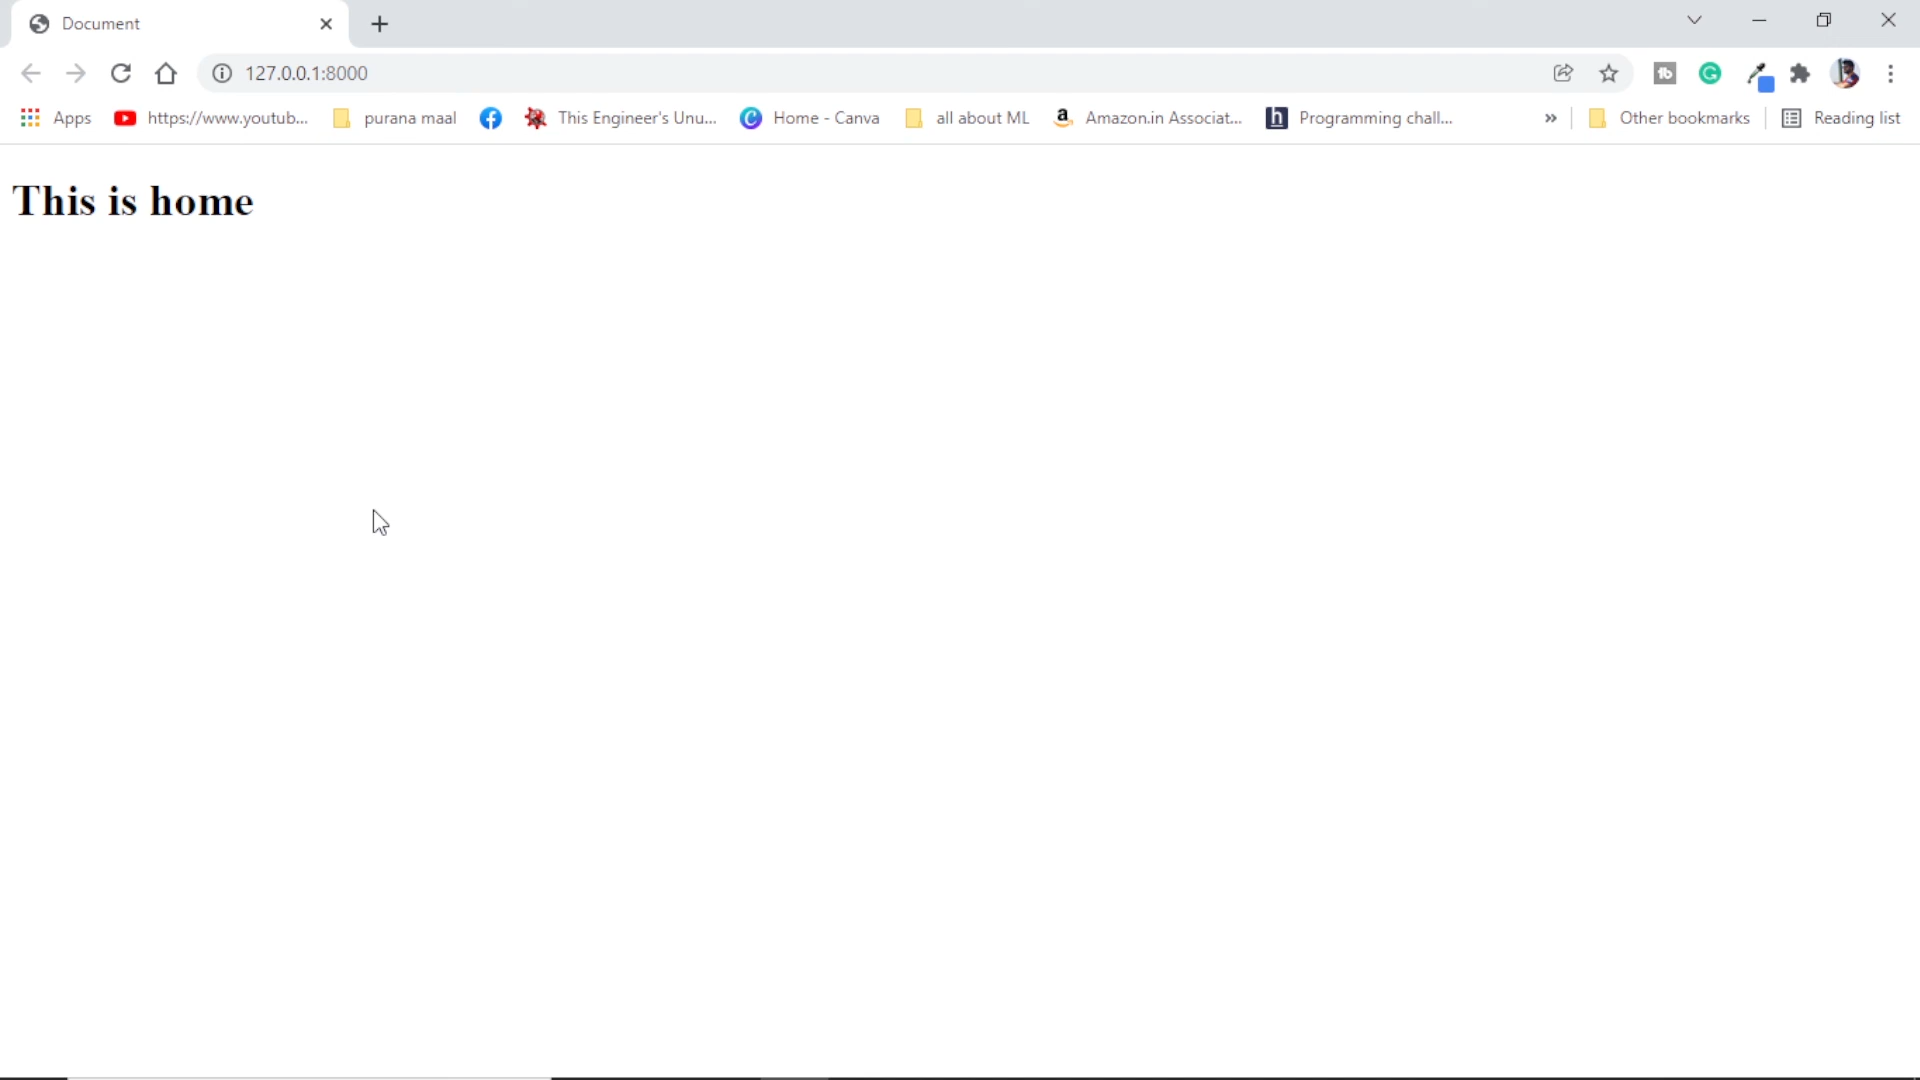 Document
127.0.0.1:8000
Apps https://www.youtub... purana maal This Engineer's Unu... Home - Canva all about ML Amazon.in Associat... Programming chall... » Other bookmarks Reading list
This is home